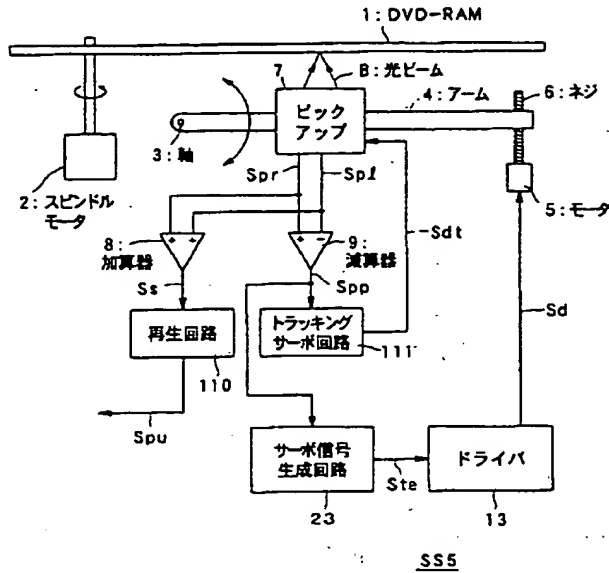 1:DVD-RAM
7
B:光ビーム
6:ネジ
4:アーム
ピック
アップ
3:軸
Spr
Spl
2:スピンドル
モータ
5:モータ
8:
加算器
9:
減算器
Sdt
Ss
Spp
Sd
再生回路
トラッキング
サーボ回路
110
111
Spu
サーボ信号
生成回路
Ste
ドライバ
23
13
SS5